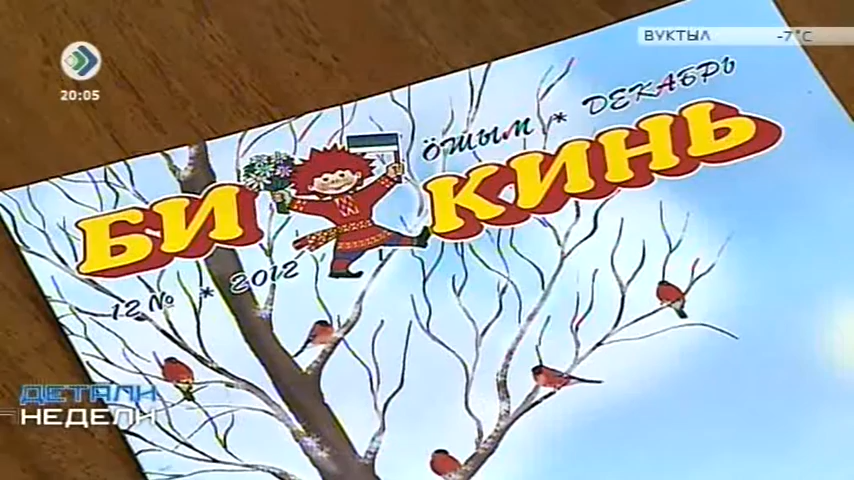 ВУКТЫЛ -7°C
20:05
ӦШЫМ * ДЕКАБРЬ
БИ КИНЬ
12 № * 2012
ДЕТАЛИ
НЕДЕЛИ